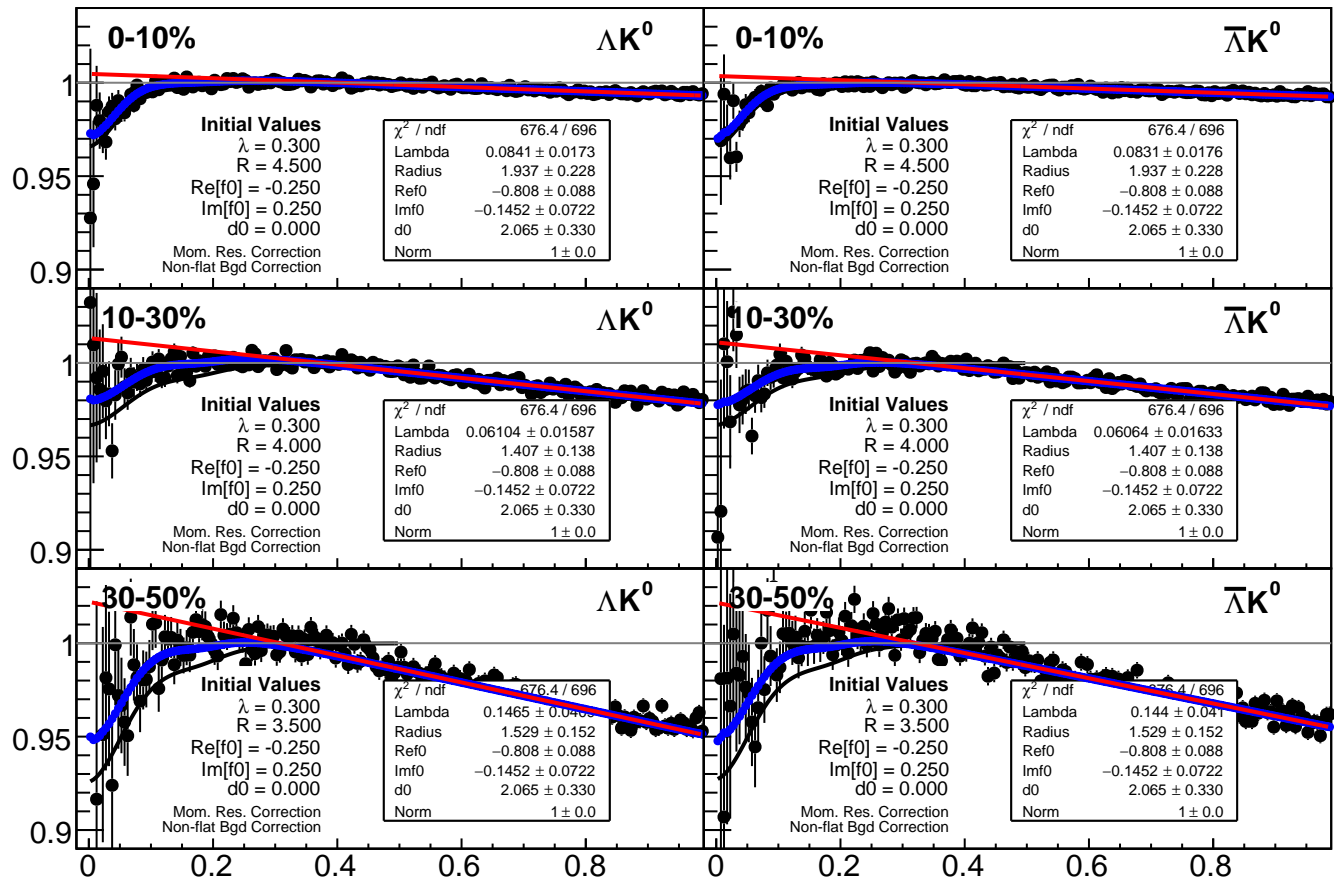 0-10%
ΛK⁰
1
0.95
0.9
Initial Values
λ = 0.300
R = 4.500
Re[f0] = -0.250
Im[f0] = 0.250
d0 = 0.000
Mom. Res. Correction
Non-flat Bgd Correction
χ² / ndf 676.4 / 696
Lambda 0.0841 ± 0.0173
Radius 1.937 ± 0.228
Ref0 −0.808 ± 0.088
Imf0 −0.1452 ± 0.0722
d0 2.065 ± 0.330
Norm 1 ± 0.0
0-10%
Λ̅K⁰
Initial Values
λ = 0.300
R = 4.500
Re[f0] = -0.250
Im[f0] = 0.250
d0 = 0.000
Mom. Res. Correction
Non-flat Bgd Correction
χ² / ndf 676.4 / 696
Lambda 0.0831 ± 0.0176
Radius 1.937 ± 0.228
Ref0 −0.808 ± 0.088
Imf0 −0.1452 ± 0.0722
d0 2.065 ± 0.330
Norm 1 ± 0.0
10-30%
ΛK⁰
1
0.95
0.9
Initial Values
λ = 0.300
R = 4.000
Re[f0] = -0.250
Im[f0] = 0.250
d0 = 0.000
Mom. Res. Correction
Non-flat Bgd Correction
χ² / ndf 676.4 / 696
Lambda 0.06104 ± 0.01587
Radius 1.407 ± 0.138
Ref0 −0.808 ± 0.088
Imf0 −0.1452 ± 0.0722
d0 2.065 ± 0.330
Norm 1 ± 0.0
10-30%
Λ̅K⁰
Initial Values
λ = 0.300
R = 4.000
Re[f0] = -0.250
Im[f0] = 0.250
d0 = 0.000
Mom. Res. Correction
Non-flat Bgd Correction
χ² / ndf 676.4 / 696
Lambda 0.06064 ± 0.01633
Radius 1.407 ± 0.138
Ref0 −0.808 ± 0.088
Imf0 −0.1452 ± 0.0722
d0 2.065 ± 0.330
Norm 1 ± 0.0
30-50%
ΛK⁰
1
0.95
0.9
Initial Values
λ = 0.300
R = 3.500
Re[f0] = -0.250
Im[f0] = 0.250
d0 = 0.000
Mom. Res. Correction
Non-flat Bgd Correction
χ² / ndf 676.4 / 696
Lambda 0.1465 ±
Radius 1.529 ± 0.152
Ref0 −0.808 ± 0.088
Imf0 −0.1452 ± 0.0722
d0 2.065 ± 0.330
Norm 1 ± 0.0
30-50%
Λ̅K⁰
Initial Values
λ = 0.300
R = 3.500
Re[f0] = -0.250
Im[f0] = 0.250
d0 = 0.000
Mom. Res. Correction
Non-flat Bgd Correction
χ² / ndf 676.4 / 696
Lambda 0.144 ± 0.041
Radius 1.529 ± 0.152
Ref0 −0.808 ± 0.088
Imf0 −0.1452 ± 0.0722
d0 2.065 ± 0.330
Norm 1 ± 0.0
0 0.2 0.4 0.6 0.8 0 0.2 0.4 0.6 0.8